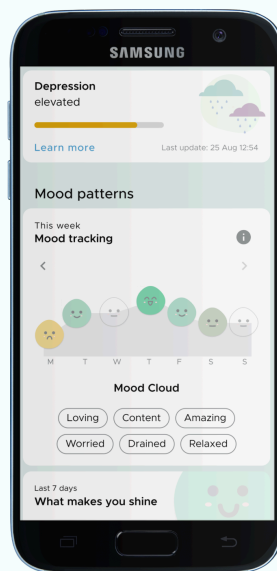 SAMSUNG
Depression
elevated
Learn more
Last update: 25 Aug 12:54
Mood patterns
This week
Mood tracking
M T W T F S S
Mood Cloud
Loving Content Amazing
Worried Drained Relaxed
Last 7 days
What makes you shine